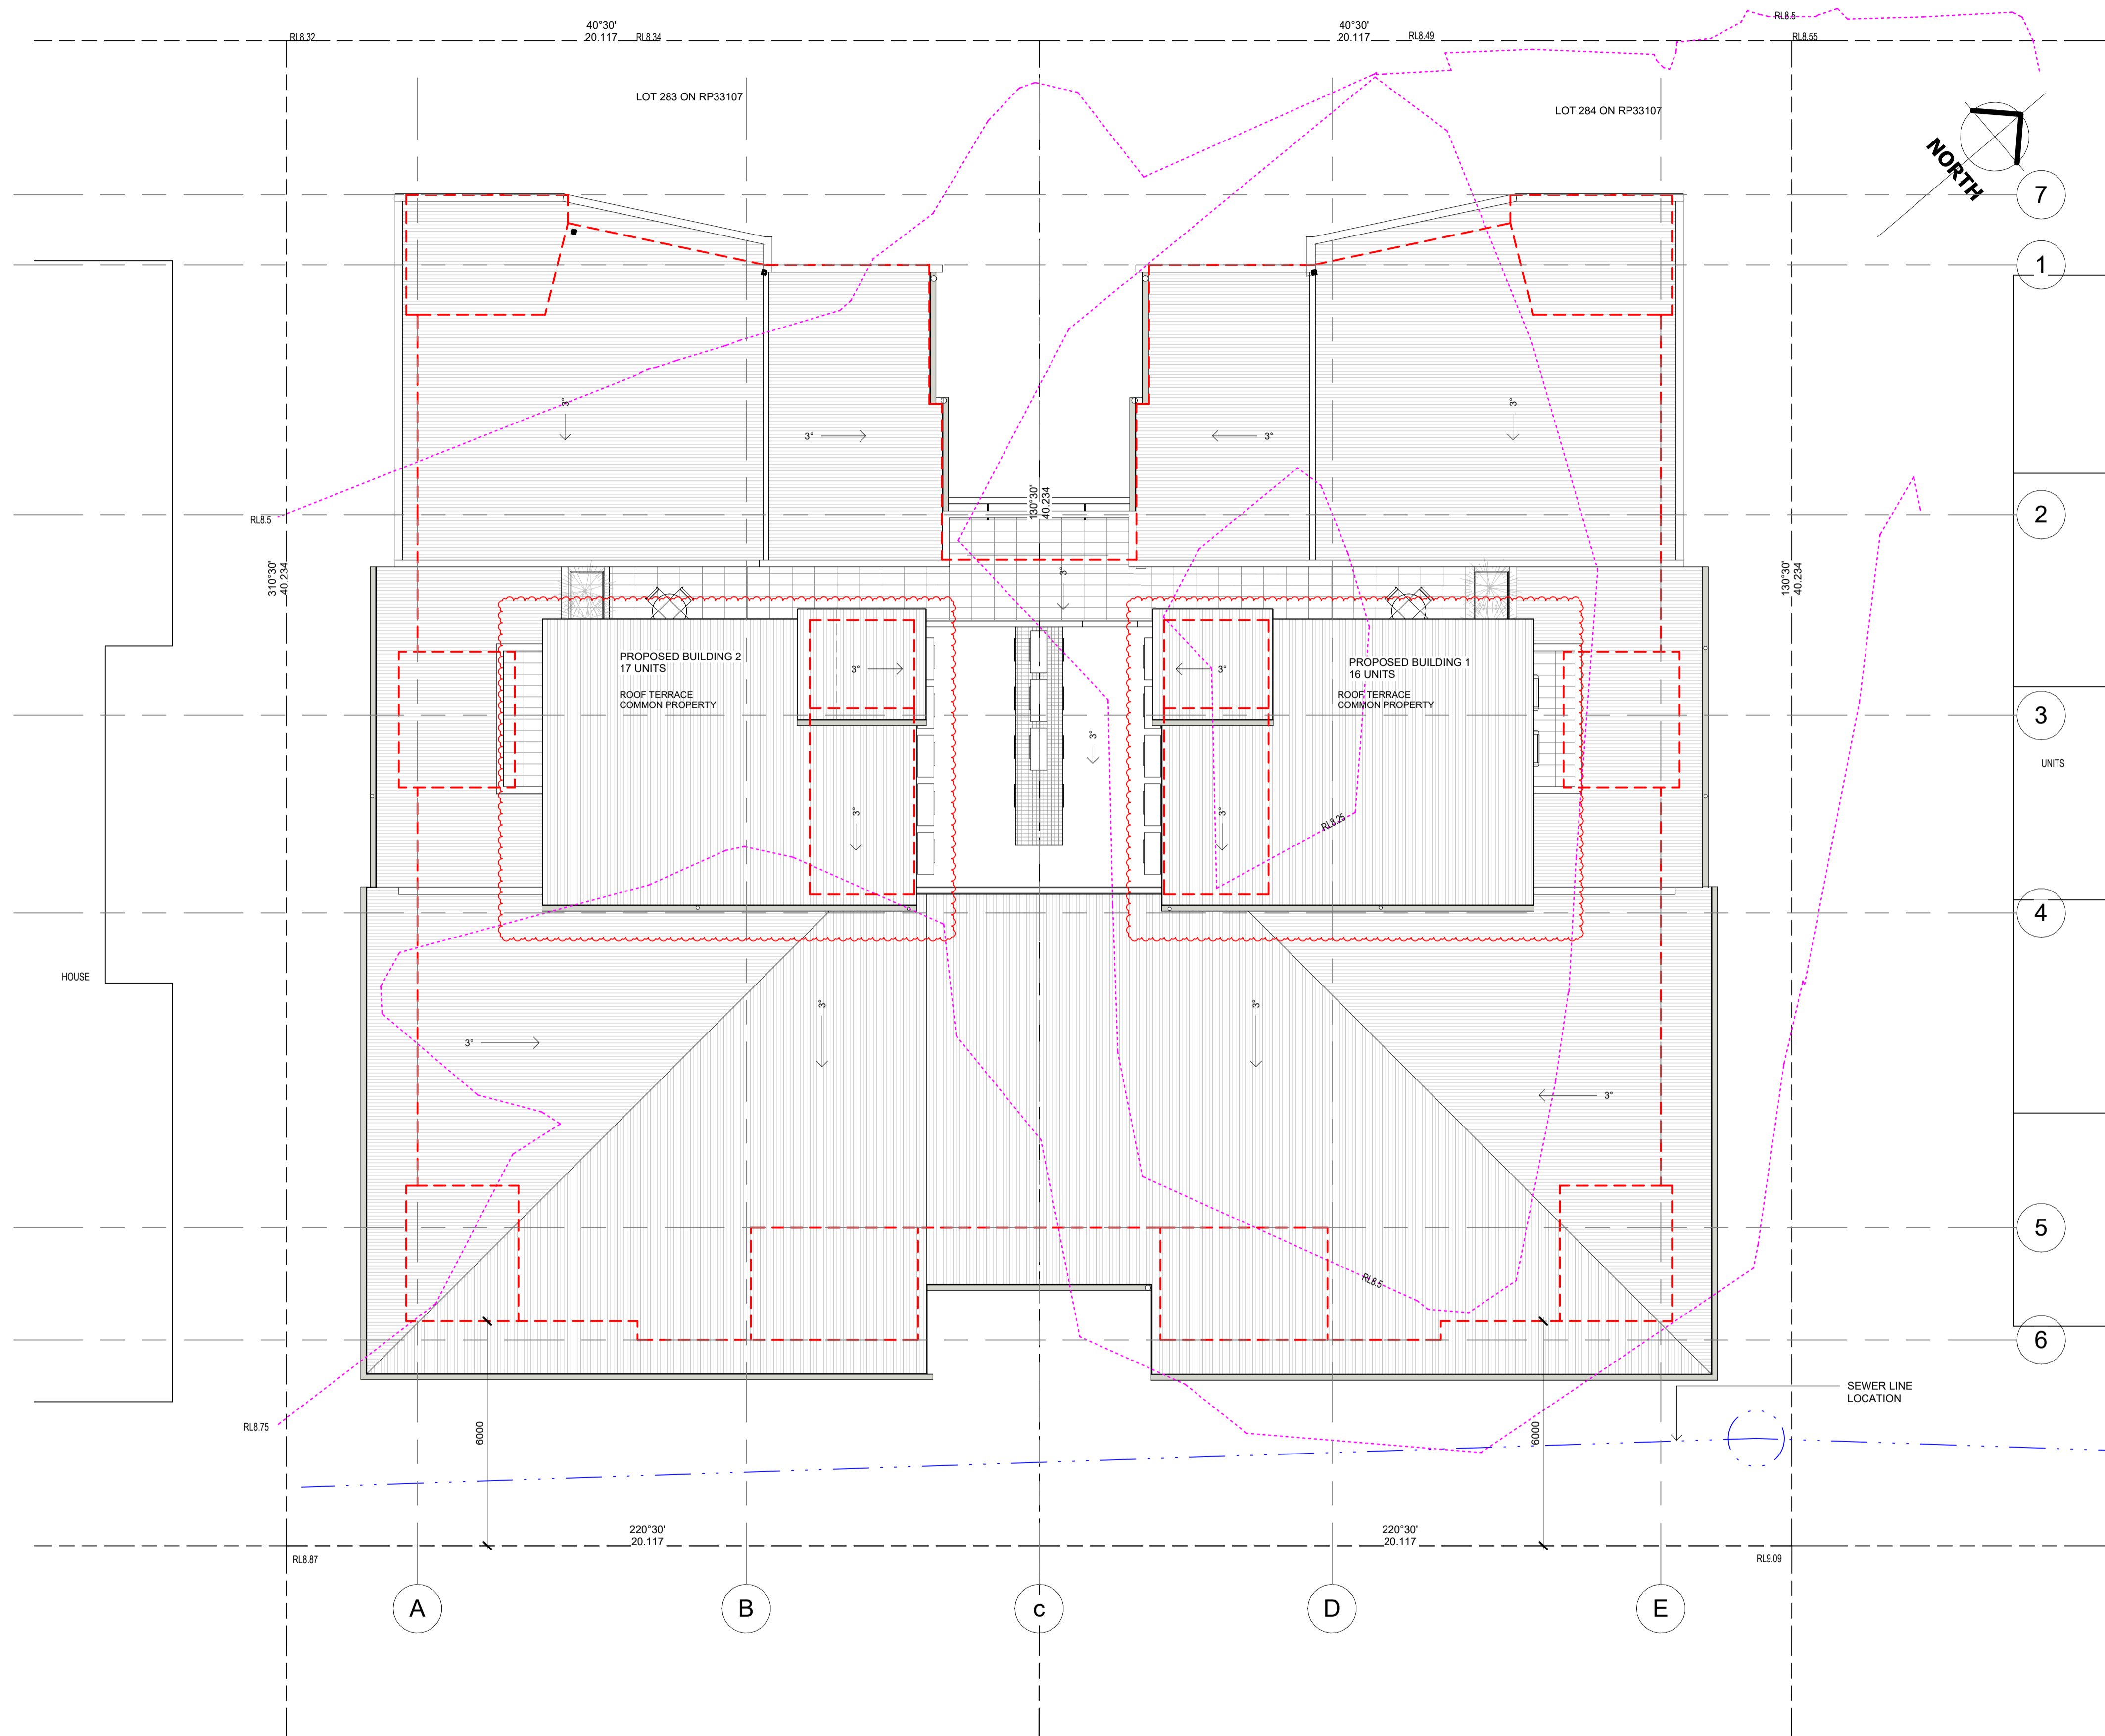 40°30'
20.117
40°30'
20.117
RL8.32
RL8.34
RL8.49
RL8.5
RL8.55
LOT 283 ON RP33107
LOT 284 ON RP33107
NORTH
7
1
3°
3°
3°
3°
2
RL8.5
130°30'
40.234
310°30'
40.234
130°30'
40.234
3°
PROPOSED BUILDING 2
17 UNITS
ROOF TERRACE
COMMON PROPERTY
3°
3°
PROPOSED BUILDING 1
16 UNITS
ROOF TERRACE
COMMON PROPERTY
3
3°
UNITS
3°
3°
RL8.25
4
HOUSE
3°
3°
3°
3°
5
RL8.5
6
SEWER LINE
LOCATION
RL8.75
6000
6000
220°30'
20.117
220°30'
20.117
RL8.87
RL9.09
A
B
c
D
E